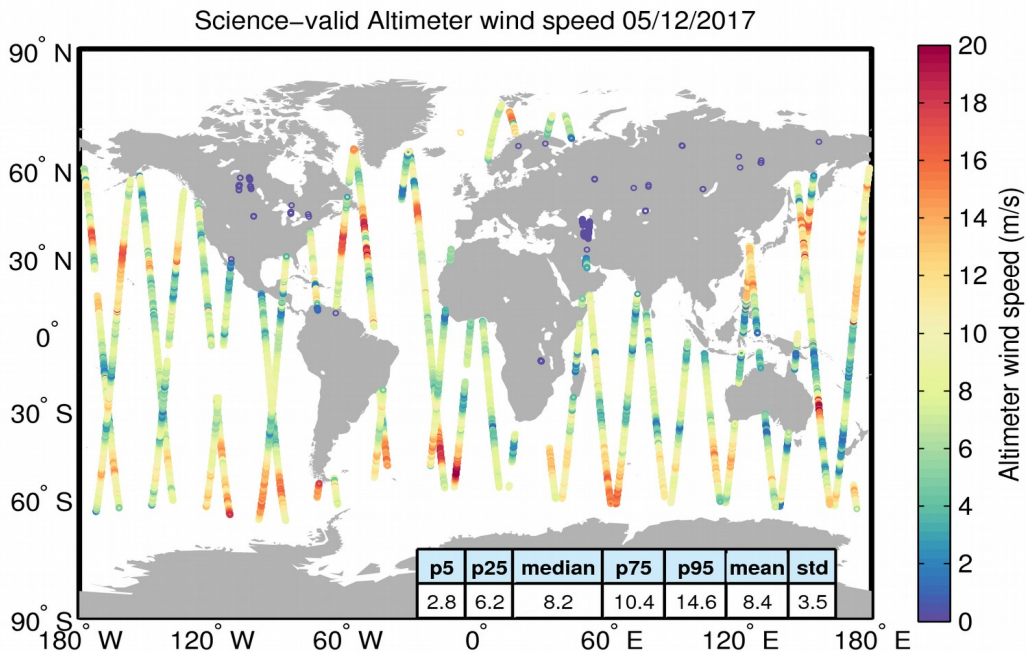 Science−valid Altimeter wind speed 05/12/2017
90° N
60° N
30° N
0°
30° S
60° S
90° S
180° W
120° W
60° W
0°
60° E
120° E
180° E
p5 p25 median p75 p95 mean std
2.8 6.2 8.2 10.4 14.6 8.4 3.5
20
18
16
14
12
10
8
6
4
2
0
Altimeter wind speed (m/s)